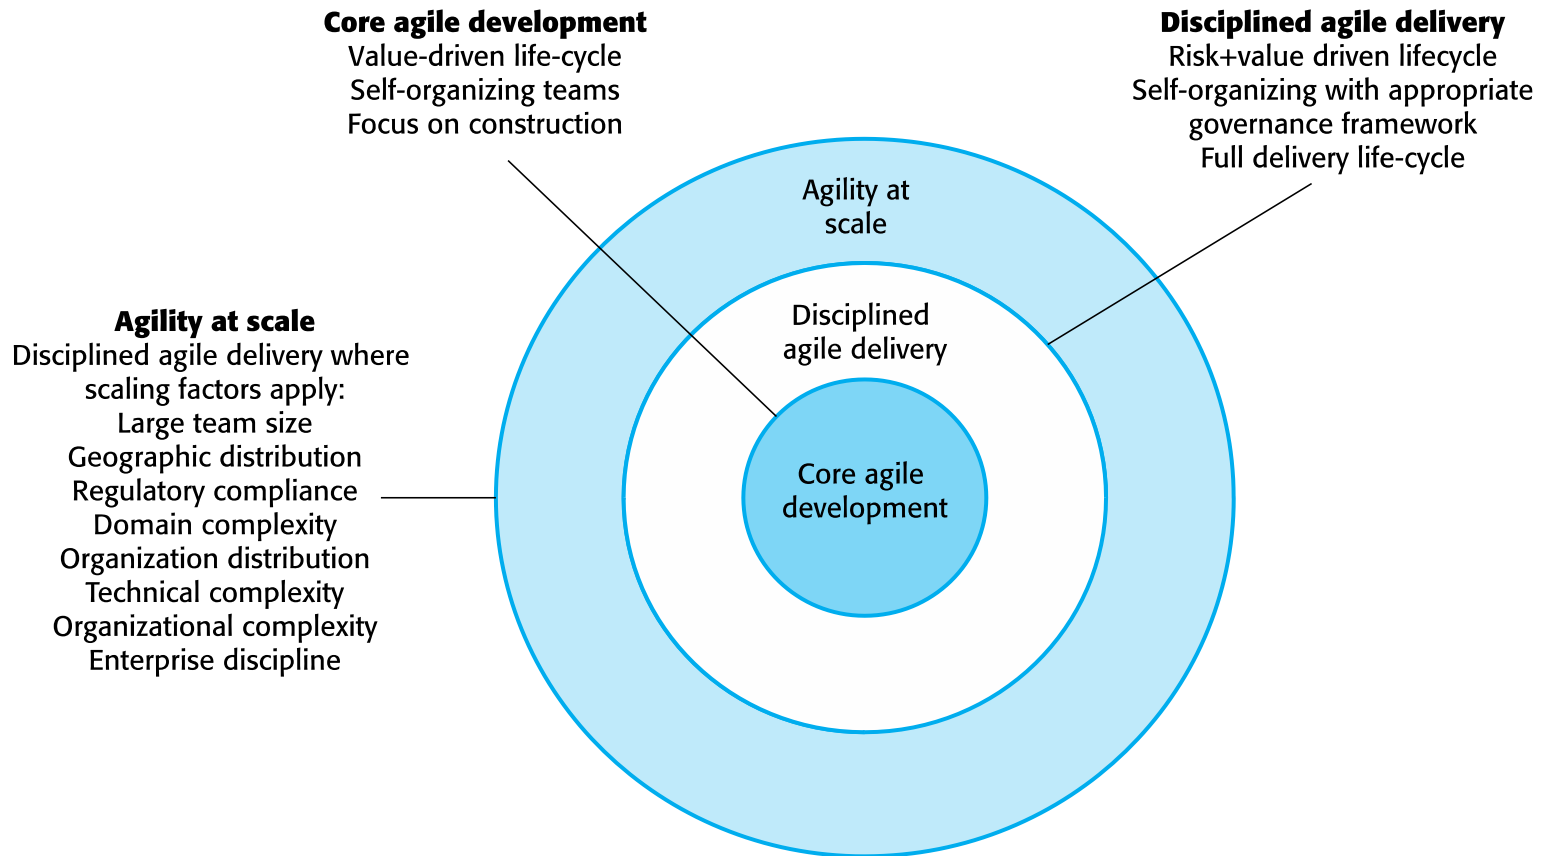 Core agile development
Value-driven life-cycle
Self-organizing teams
Focus on construction
Disciplined agile delivery
Risk+value driven lifecycle
Self-organizing with appropriate
governance framework
Full delivery life-cycle
Agility at scale
Disciplined agile delivery where
scaling factors apply:
Large team size
Geographic distribution
Regulatory compliance
Domain complexity
Organization distribution
Technical complexity
Organizational complexity
Enterprise discipline
Agility at
scale
Disciplined
agile delivery
Core agile
development